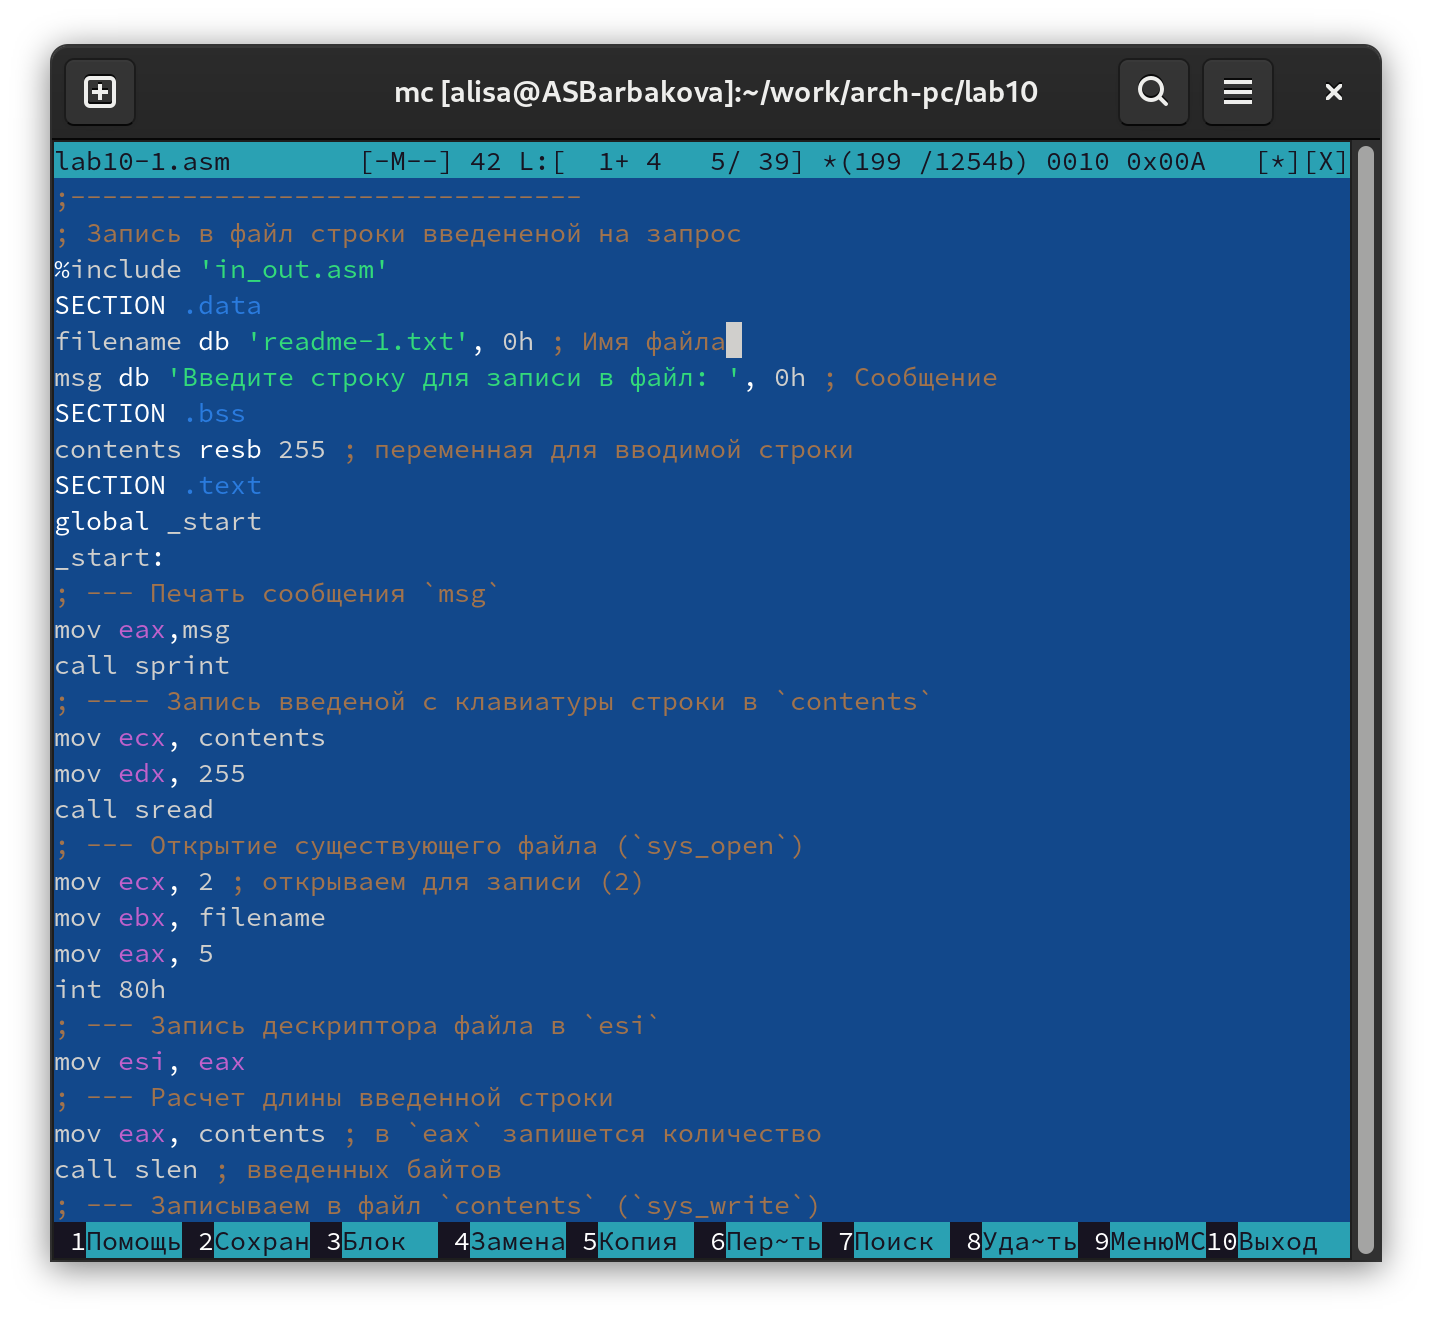 mc [alisa@ASBarbakova]:~/work/arch-pc/lab10
lab10-1.asm [-M--] 42 L:[ 1+ 4 5/ 39] *(199 /1254b) 0010 0x00A [*][X]
;--------------------------------
; Запись в файл строки введененой на запрос
%include 'in_out.asm'
SECTION .data
filename db 'readme-1.txt', 0h ; Имя файла
msg db 'Введите строку для записи в файл: ', 0h ; Сообщение
SECTION .bss
contents resb 255 ; переменная для вводимой строки
SECTION .text
global _start
_start:
; --- Печать сообщения `msg`
mov eax,msg
call sprint
; ---- Запись введеной с клавиатуры строки в `contents`
mov ecx, contents
mov edx, 255
call sread
; --- Открытие существующего файла (`sys_open`)
mov ecx, 2 ; открываем для записи (2)
mov ebx, filename
mov eax, 5
int 80h
; --- Запись дескриптора файла в `esi`
mov esi, eax
; --- Расчет длины введенной строки
mov eax, contents ; в `eax` запишется количество
call slen ; введенных байтов
; --- Записываем в файл `contents` (`sys_write`)
1Помощь 2Сохран 3Блок 4Замена 5Копия 6Пер~ть 7Поиск 8Уда~ть 9МенюMC 10Выход